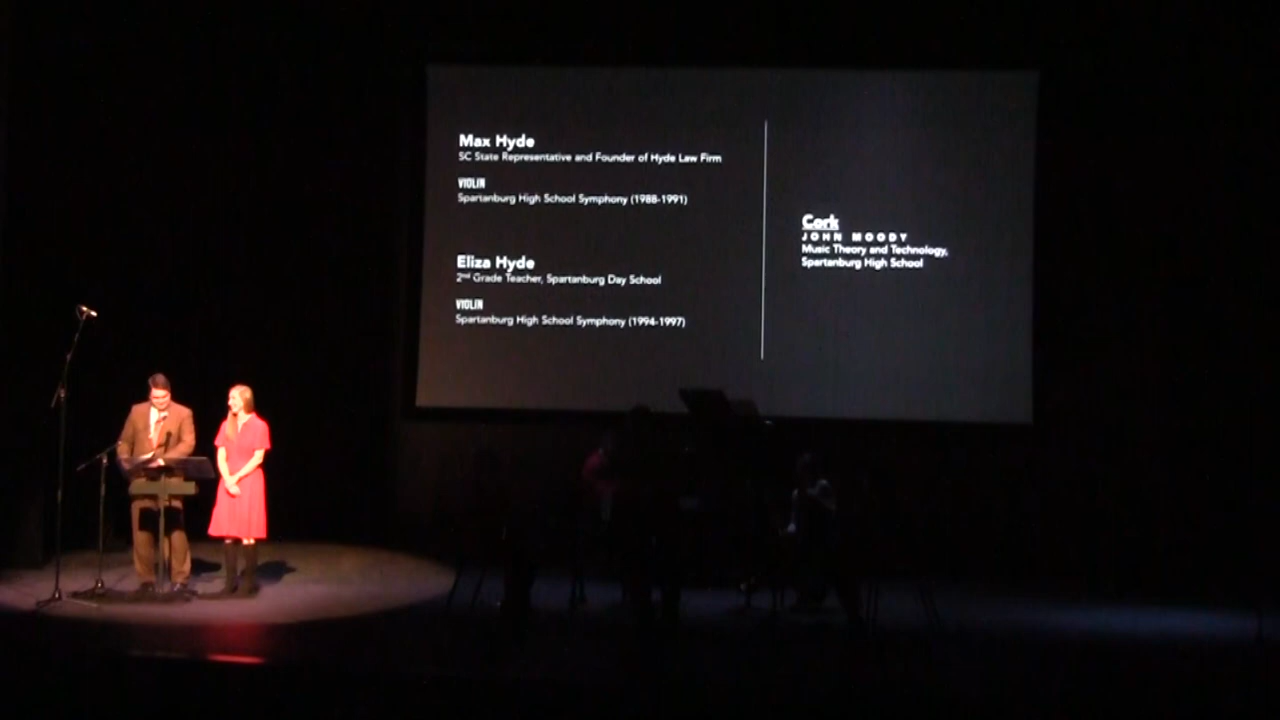 Max Hyde
SC State Representative and Founder of Hyde Law Firm
VIOLIN
Spartanburg High School Symphony (1988-1991)
Eliza Hyde
2nd Grade Teacher, Spartanburg Day School
VIOLIN
Spartanburg High School Symphony (1994-1997)
Cork
JOHN MOODY
Music Theory and Technology,
Spartanburg High School